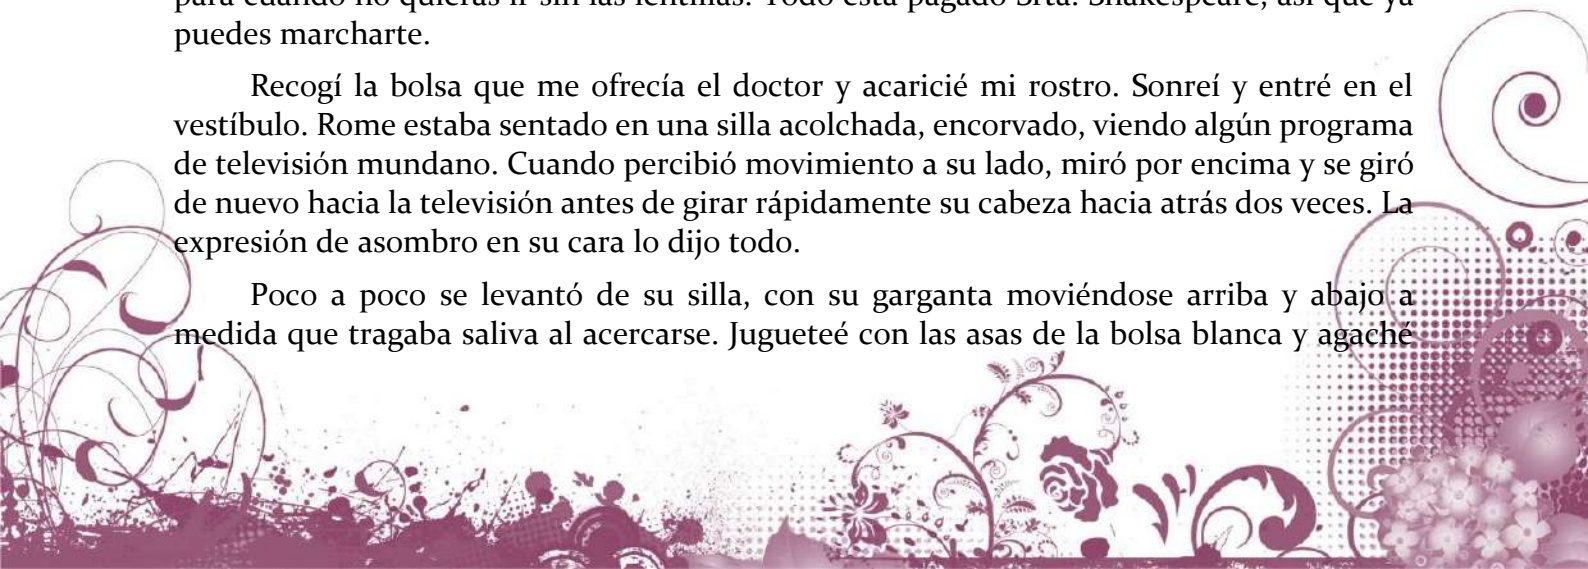 para cuando no quieras ir sin las lentillas. Todo está pagado Srta. Shakespeare, así que ya
puedes marcharte.
Recogí la bolsa que me ofrecía el doctor y acaricié mi rostro. Sonreí y entré en el
vestíbulo. Rome estaba sentado en una silla acolchada, encorvado, viendo algún programa
de televisión mundano. Cuando percibió movimiento a su lado, miró por encima y se giró
de nuevo hacia la televisión antes de girar rápidamente su cabeza hacia atrás dos veces. La
expresión de asombro en su cara lo dijo todo.
Poco a poco se levantó de su silla, con su garganta moviéndose arriba y abajo a
medida que tragaba saliva al acercarse. Jugueteé con las asas de la bolsa blanca y agaché